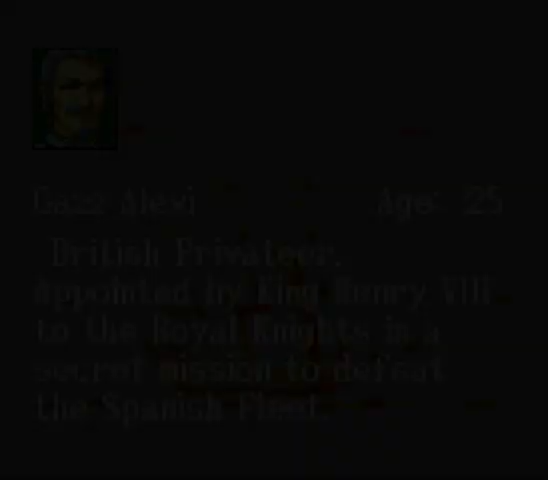 Gazz Alexi Age: 25
British Privateer.
Appointed by King Henry VIII
to the Royal Knights in a
secret mission to defeat
the Spanish Fleet.